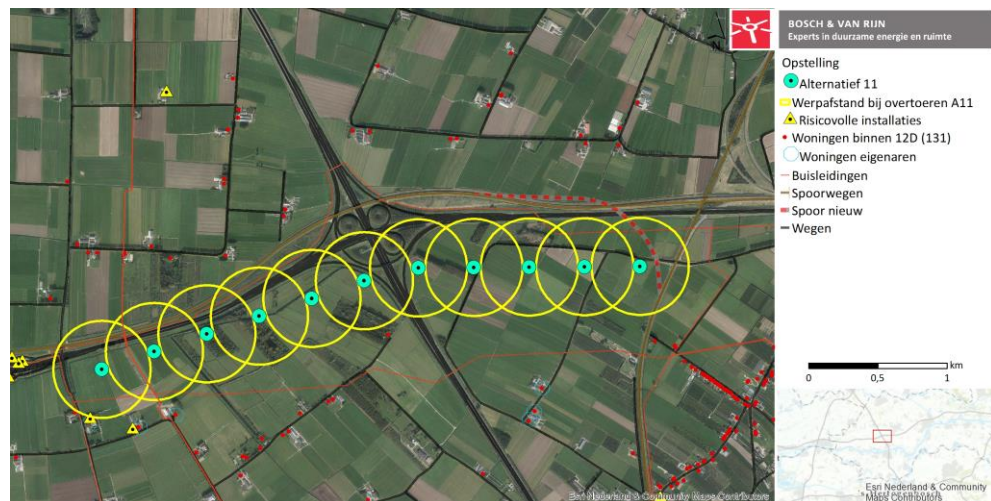 BOSCH & VAN RIJN
Experts in duurzame energie en ruimte
Opstelling
Alternatief 11
Werpafstand bij overtoeren A11
Risicovolle installaties
Woningen binnen 12D (131)
Woningen eigenaren
Buisleidingen
Spoorwegen
Spoor nieuw
Wegen
km
0 0,5 1
Esri Nederland & Community
Maps Contributors
Esri Nederland & Community Maps Contributors